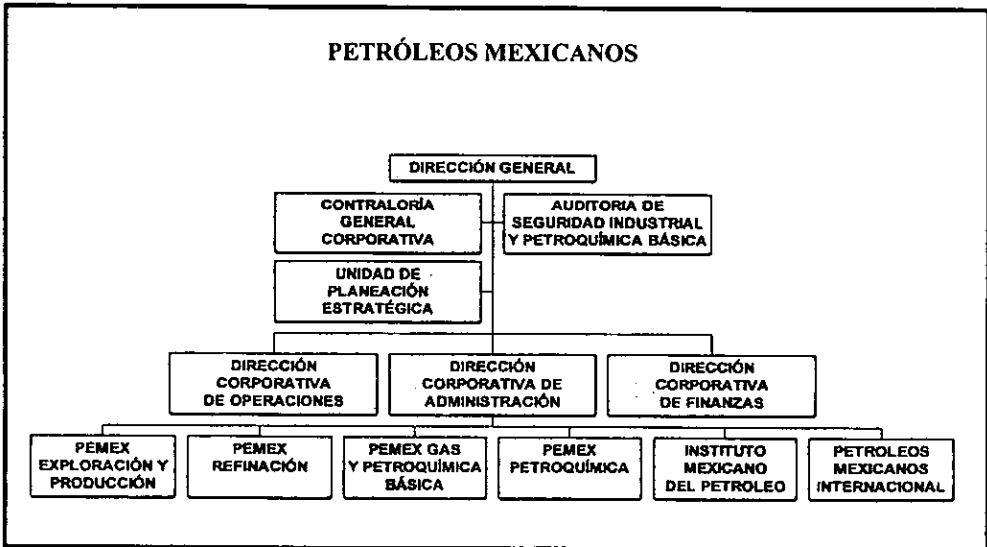 PETRÓLEOS MEXICANOS
DIRECCIÓN GENERAL
CONTRALORÍA
GENERAL
CORPORATIVA
AUDITORIA DE
SEGURIDAD INDUSTRIAL
Y PETROQUÍMICA BÁSICA
UNIDAD DE
PLANEACIÓN
ESTRATÉGICA
DIRECCIÓN
CORPORATIVA
DE OPERACIONES
DIRECCIÓN
CORPORATIVA DE
ADMINISTRACIÓN
DIRECCIÓN
CORPORATIVA
DE FINANZAS
PEMEX
EXPLORACIÓN Y
PRODUCCIÓN
PEMEX
REFINACIÓN
PEMEX GAS
Y PETROQUÍMICA
BÁSICA
PEMEX
PETROQUÍMICA
INSTITUTO
MEXICANO
DEL PETROLEO
PETROLEOS
MEXICANOS
INTERNACIONAL